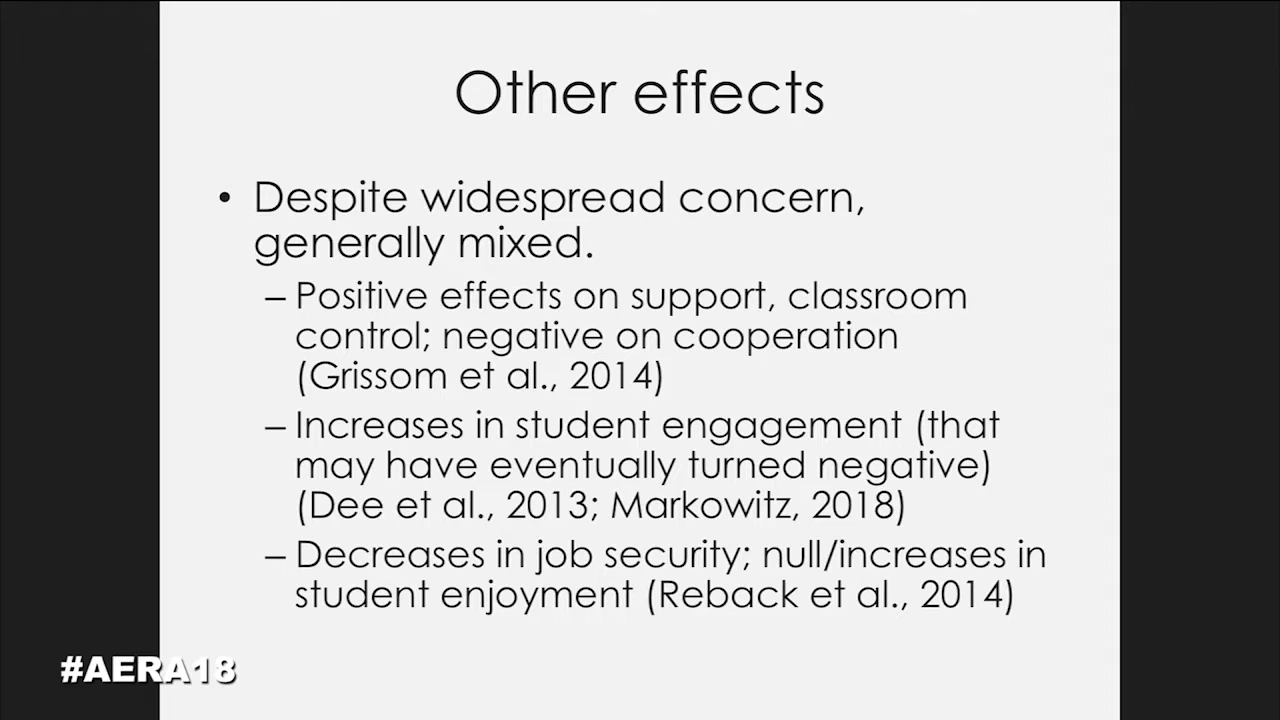 Other effects
• Despite widespread concern,
generally mixed.
– Positive effects on support, classroom
control; negative on cooperation
(Grissom et al., 2014)
– Increases in student engagement (that
may have eventually turned negative)
(Dee et al., 2013; Markowitz, 2018)
– Decreases in job security; null/increases in
student enjoyment (Reback et al., 2014)
#AERA18